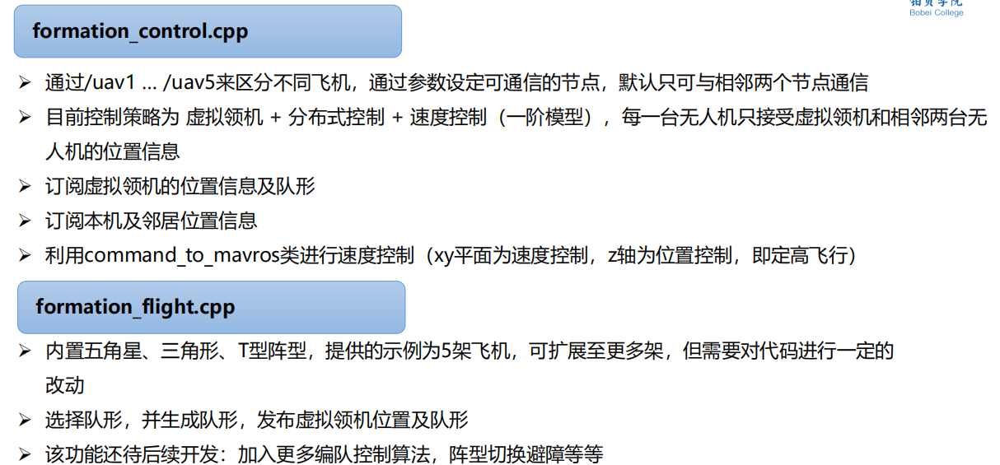 铂贝学院
Bobei College
formation_control.cpp
➢ 通过/uav1 … /uav5来区分不同飞机，通过参数设定可通信的节点，默认只可与相邻两个节点通信
➢ 目前控制策略为 虚拟领机 + 分布式控制 + 速度控制（一阶模型），每一台无人机只接受虚拟领机和相邻两台无
人机的位置信息
➢ 订阅虚拟领机的位置信息及队形
➢ 订阅本机及邻居位置信息
➢ 利用command_to_mavros类进行速度控制（xy平面为速度控制，z轴为位置控制，即定高飞行）
formation_flight.cpp
➢ 内置五角星、三角形、T型阵型，提供的示例为5架飞机，可扩展至更多架，但需要对代码进行一定的
改动
➢ 选择队形，并生成队形，发布虚拟领机位置及队形
➢ 该功能还待后续开发：加入更多编队控制算法，阵型切换避障等等